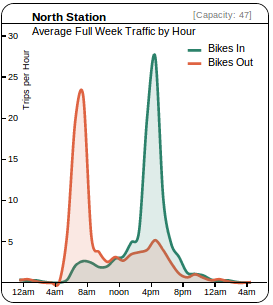 North Station
[Capacity: 47]
Average Full Week Traffic by Hour
Trips per Hour
Bikes In
Bikes Out
30
25
20
15
10
5
12am 4am 8am noon 4pm 8pm 12am 4am